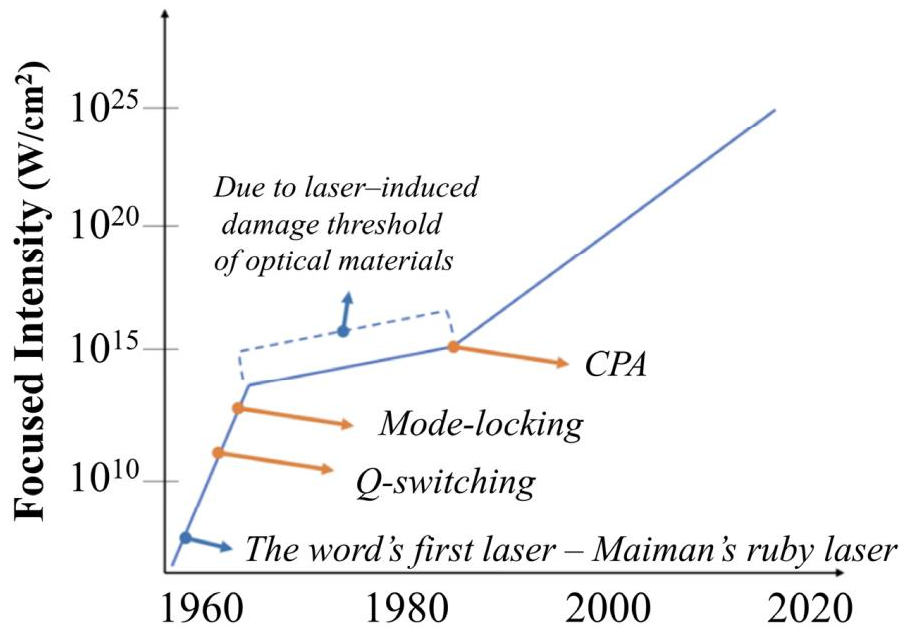 Focused Intensity (W/cm²)
10²⁵
10²⁰
10¹⁵
10¹⁰
Due to laser–induced
damage threshold
of optical materials
CPA
Mode-locking
Q-switching
The word's first laser – Maiman's ruby laser
1960 1980 2000 2020